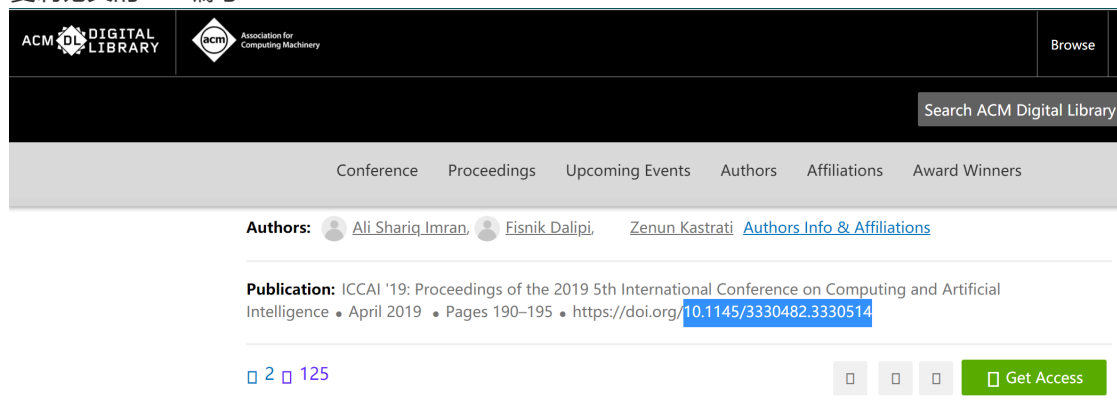 ACM DL DIGITAL LIBRARY
acm Association for Computing Machinery
Browse
Search ACM Digital Library
Conference Proceedings Upcoming Events Authors Affiliations Award Winners
Authors: Ali Shariq Imran, Fisnik Dalipi, Zenun Kastrati Authors Info & Affiliations
Publication: ICCAI '19: Proceedings of the 2019 5th International Conference on Computing and Artificial
Intelligence ● April 2019 ● Pages 190–195 ● https://doi.org/10.1145/3330482.3330514
2 125
Get Access